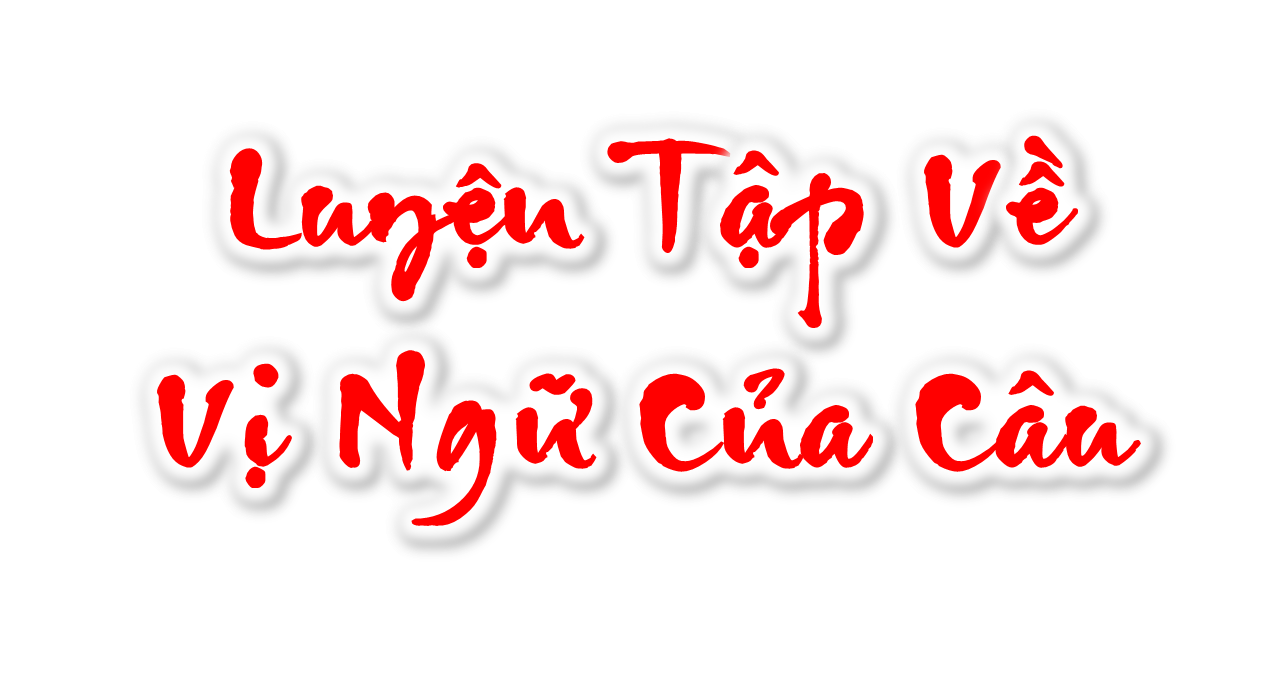 Luyện Tập Về
Vị Ngữ Của Câu